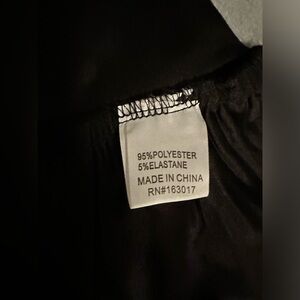 95%POLYESTER
5%ELASTANE
MADE IN CHINA
RN#163017